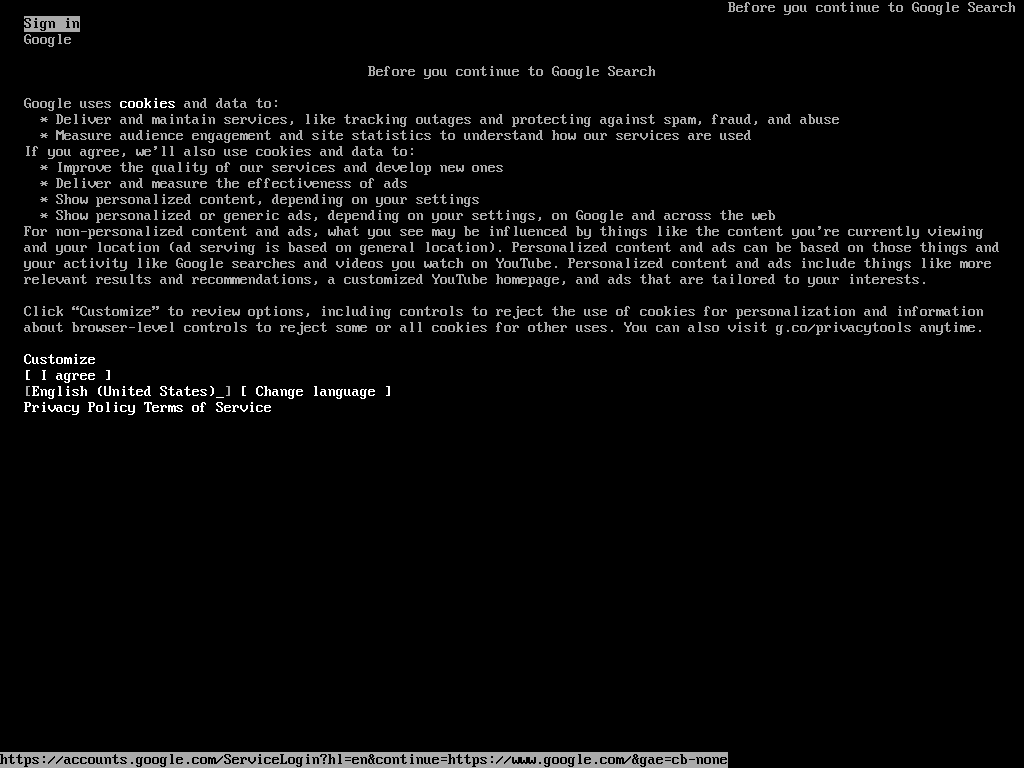 Before you continue to Google Search
Sign in
Google
Before you continue to Google Search
Google uses cookies and data to:
* Deliver and maintain services, like tracking outages and protecting against spam, fraud, and abuse
* Measure audience engagement and site statistics to understand how our services are used
If you agree, we’ll also use cookies and data to:
* Improve the quality of our services and develop new ones
* Deliver and measure the effectiveness of ads
* Show personalized content, depending on your settings
* Show personalized or generic ads, depending on your settings, on Google and across the web
For non-personalized content and ads, what you see may be influenced by things like the content you’re currently viewing
and your location (ad serving is based on general location). Personalized content and ads can be based on those things and
your activity like Google searches and videos you watch on YouTube. Personalized content and ads include things like more
relevant results and recommendations, a customized YouTube homepage, and ads that are tailored to your interests.
Click “Customize” to review options, including controls to reject the use of cookies for personalization and information
about browser-level controls to reject some or all cookies for other uses. You can also visit g.co/privacytools anytime.
Customize
[ I agree ]
[English (United States)_] [ Change language ]
Privacy Policy Terms of Service
https://accounts.google.com/ServiceLogin?hl=en&continue=https://www.google.com/&gae=cb-none